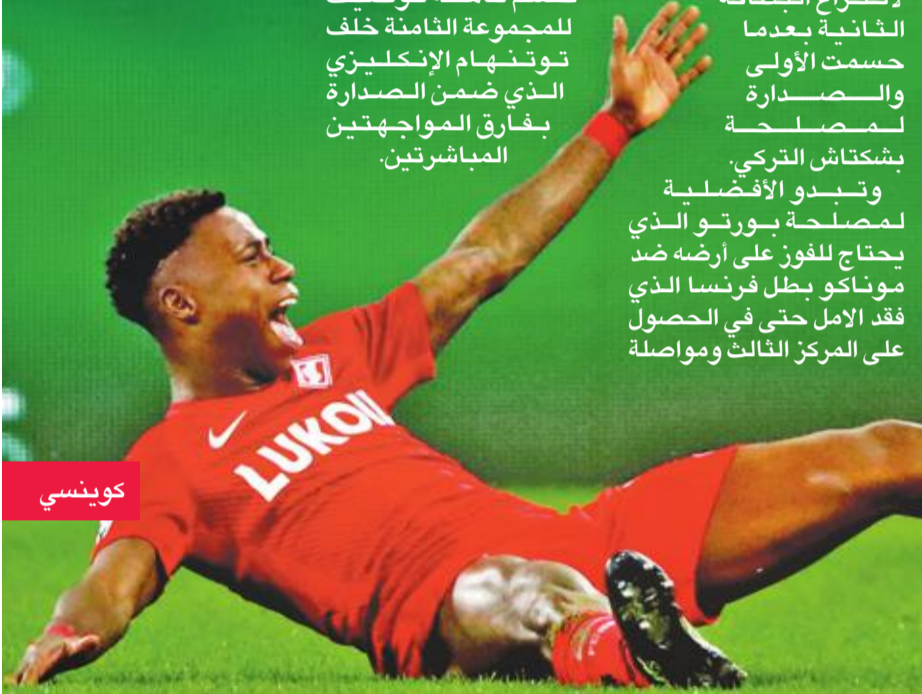 الثانية بعدما
حسمت الأولى
والصدارة
لمصلحة
بشكتاش التركي.
وتبدو الأفضلية
لمصلحة بورتو الذي
يحتاج للفوز على أرضه ضد
موناكو بطل فرنسا الذي
فقد الامل حتى في الحصول
على المركز الثالث ومواصلة
للمجموعة الثامنة خلف
توتنهام الإنكليزي
الذي ضمن الصدارة
بفارق المواجهتين
المباشرتين.
LUKOIL
كوينسي